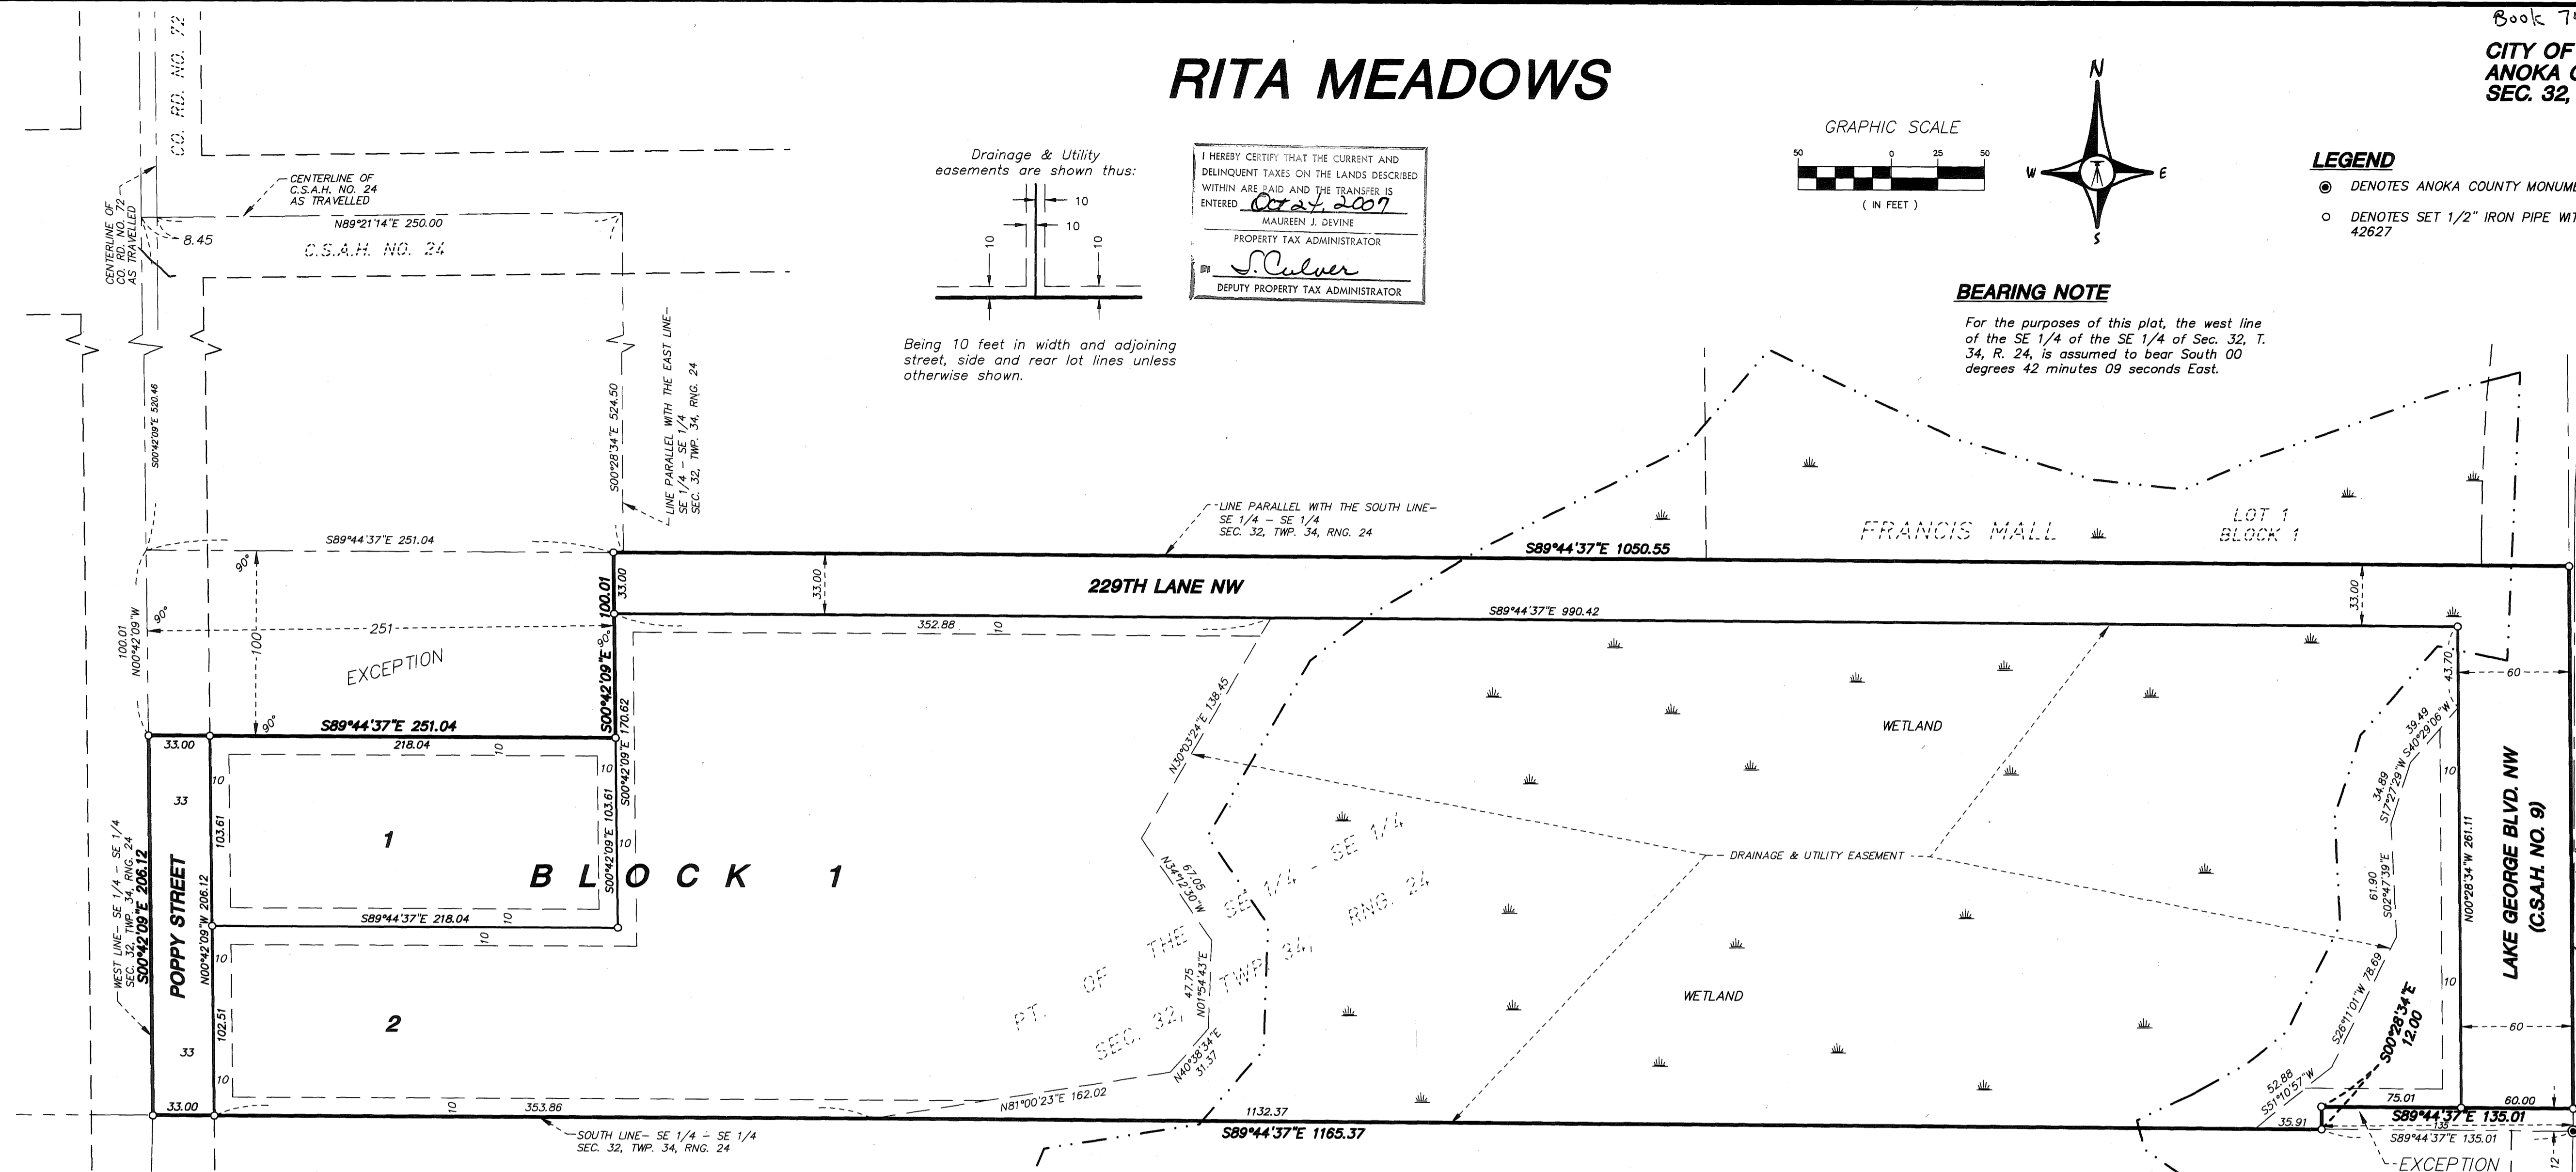 Book
CITY OF
ANOKA
SEC. 32,
RITA MEADOWS
Drainage & Utility
easements are shown thus:
10
10
10
10
Being 10 feet in width and adjoining
street, side and rear lot lines unless
otherwise shown.
I HEREBY CERTIFY THAT THE CURRENT AND
DELINQUENT TAXES ON THE LANDS DESCRIBED
WITHIN ARE PAID AND THE TRANSFER IS
ENTERED Oct 24, 2007
MAUREEN J. DEVINE
PROPERTY TAX ADMINISTRATOR
J. Culver
DEPUTY PROPERTY TAX ADMINISTRATOR
GRAPHIC SCALE
50 0 25 50
( IN FEET )
N
W E
S
LEGEND
DENOTES ANOKA COUNTY
DENOTES SET 1/2" IRON PIPE
42627
BEARING NOTE
For the purposes of this plat, the west line
of the SE 1/4 of the SE 1/4 of Sec. 32, T.
34, R. 24, is assumed to bear South 00
degrees 42 minutes 09 seconds East.
CO. RD. NO. 72
CENTERLINE OF
C.S.A.H. NO. 24
AS TRAVELLED
CENTERLINE OF
CO. RD. NO. 72
AS TRAVELLED
N89°21'14"E 250.00
8.45
C.S.A.H. NO. 24
S00°42'09"E 520.46
S00°28'34"E 524.50
LINE PARALLEL WITH THE EAST LINE-
SE 1/4 - SE 1/4
SEC. 32, TWP. 34, RNG. 24
LINE PARALLEL WITH THE SOUTH LINE-
SE 1/4 - SE 1/4
SEC. 32, TWP. 34, RNG. 24
FRANCIS MALL
LOT 1
BLOCK 1
S89°44'37"E 251.04
S89°44'37"E 1050.55
90°
33.00
33.00
229TH LANE NW
33.00
100.01
S89°44'37"E 990.42
90°
251
100
100.01
N00°42'09"W
EXCEPTION
90°
S00°42'09"E
352.88
10
43.70
60
90°
S89°44'37"E 251.04
33.00
218.04
10
S00°42'09"E 170.62
N30°03'24"E 138.45
WETLAND
39.49
S40°29'06"W
34.89
S17°27'29"W
10
10
10
33
103.61
1
S00°42'09"E 103.61
10
BLOCK 1
WEST LINE- SE 1/4 - SE 1/4
SEC. 32, TWP. 34, RNG. 24
S00°42'09"E 206.12
POPPY STREET
N00°42'09"W 206.12
S89°44'37"E 218.04
10
10
67.05
N34°12'30"W
DRAINAGE & UTILITY EASEMENT
61.90
S02°47'39"E
N00°28'34"W 261.11
LAKE GEORGE BLVD. NW
(C.S.A.H. NO. 9)
PT. OF THE SE 1/4 - SE 1/4
SEC. 32, TWP. 34, RNG. 24
10
2
102.51
33
10
47.75
N01°54'43"E
WETLAND
S26°11'01"W 78.69
10
S00°28'34"E
12.00
60
N40°38'34"E
31.37
52.88
S51°10'57"W
33.00
10
353.86
N81°00'23"E 162.02
1132.37
S89°44'37"E 1165.37
35.91
75.01
60.00
S89°44'37"E 135.01
135
S89°44'37"E 135.01
SOUTH LINE- SE 1/4 - SE 1/4
SEC. 32, TWP. 34, RNG. 24
EXCEPTION
12